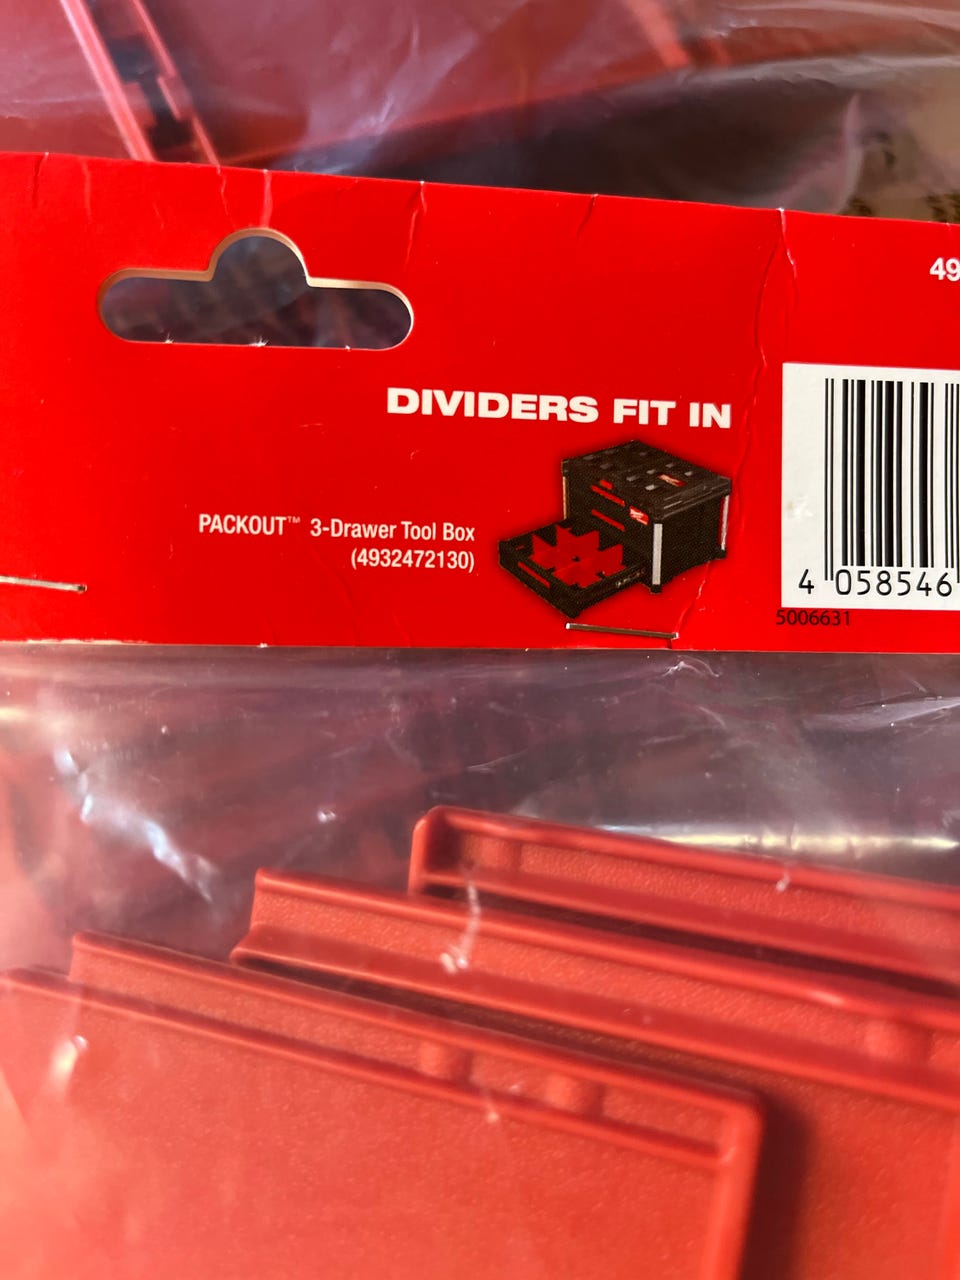 49
DIVIDERS FIT IN
PACKOUT™ 3-Drawer Tool Box
(4932472130)
4 058546
5006631